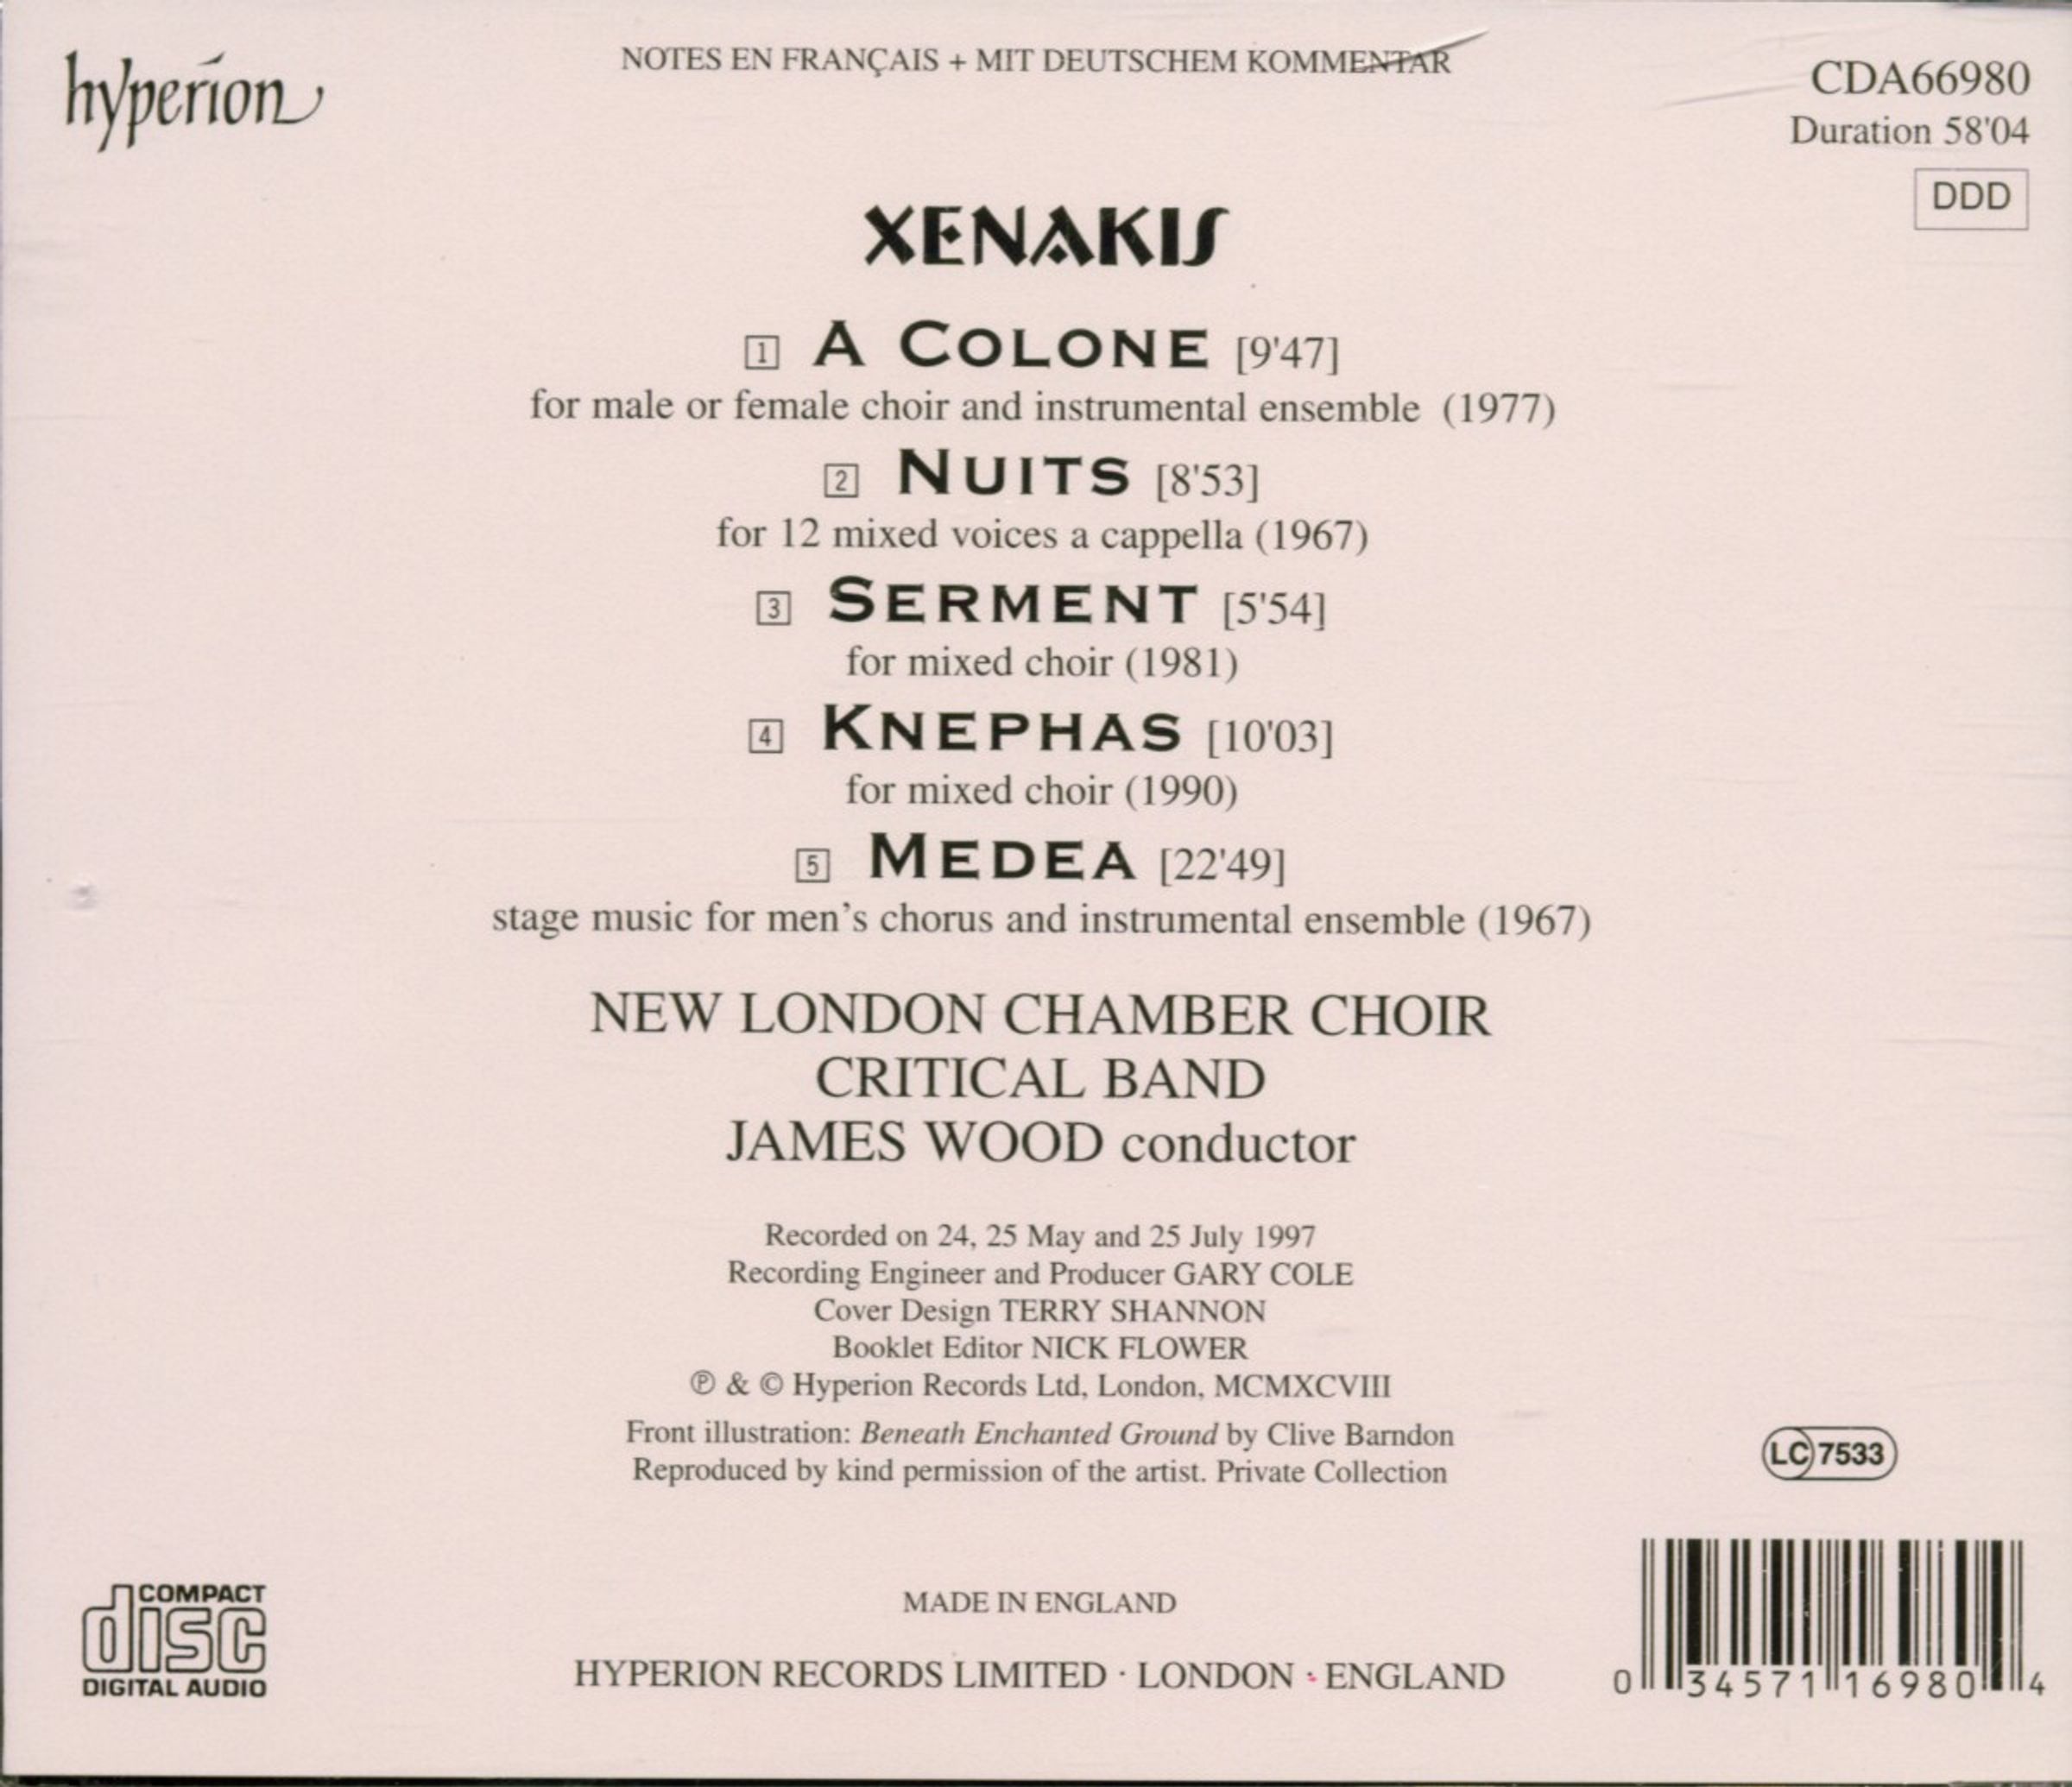 hyperion
NOTES EN FRANÇAIS + MIT DEUTSCHEM KOMMENTAR
CDA66980
Duration 58'04
DDD
XENAKIS
1 A COLONE [9'47]
for male or female choir and instrumental ensemble (1977)
2 NUITS [8'53]
for 12 mixed voices a cappella (1967)
3 SERMENT [5'54]
for mixed choir (1981)
4 KNEPHAS [10'03]
for mixed choir (1990)
5 MEDEA [22'49]
stage music for men's chorus and instrumental ensemble (1967)
NEW LONDON CHAMBER CHOIR
CRITICAL BAND
JAMES WOOD conductor
Recorded on 24, 25 May and 25 July 1997
Recording Engineer and Producer GARY COLE
Cover Design TERRY SHANNON
Booklet Editor NICK FLOWER
℗ & © Hyperion Records Ltd, London, MCMXCVIII
Front illustration: Beneath Enchanted Ground by Clive Barndon
Reproduced by kind permission of the artist. Private Collection
LC 7533
COMPACT
disc
DIGITAL AUDIO
MADE IN ENGLAND
HYPERION RECORDS LIMITED · LONDON · ENGLAND
0 34571 16980 4